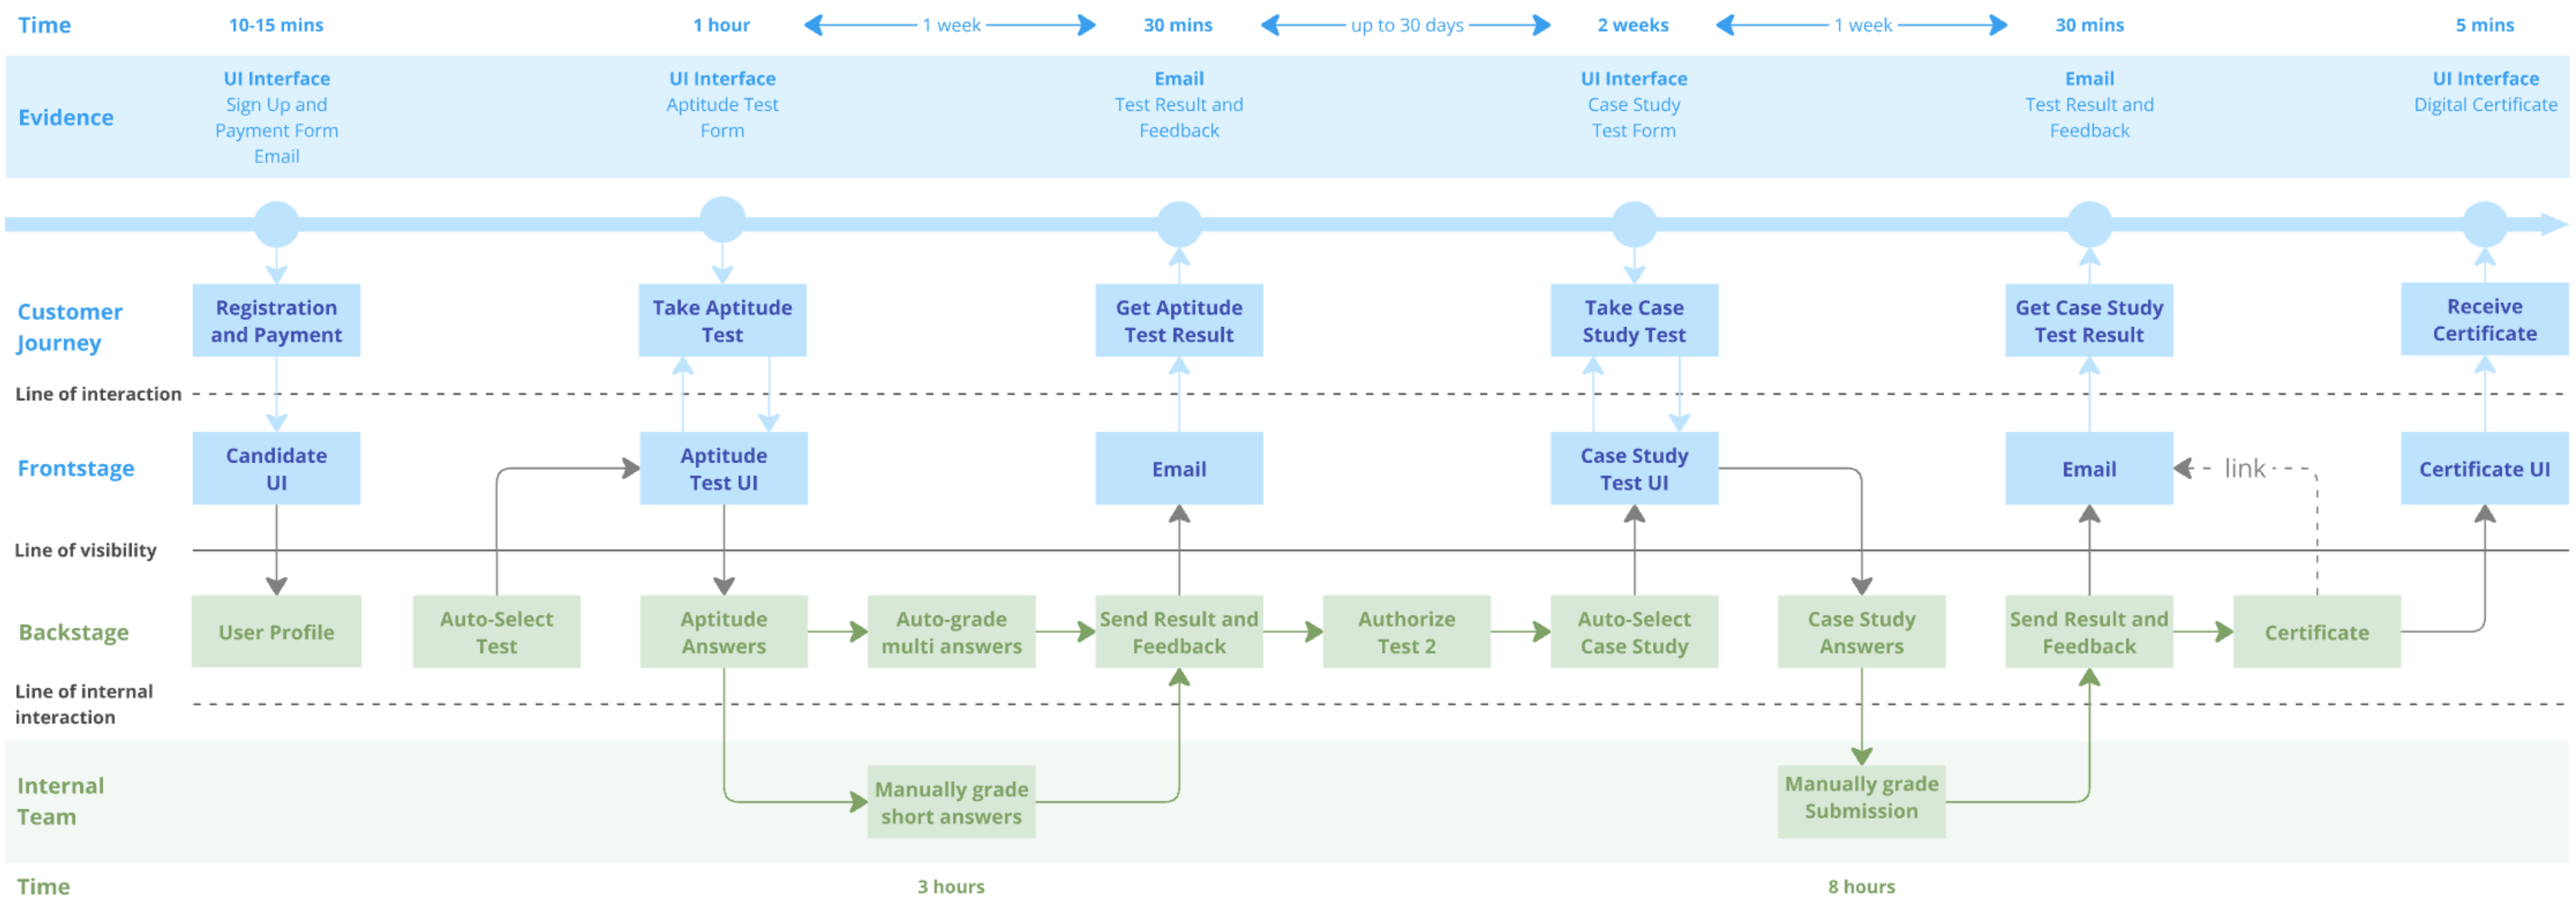 Time
10-15 mins
1 hour
1 week
30 mins
up to 30 days
2 weeks
1 week
30 mins
5 mins
Evidence
UI Interface
Sign Up and
Payment Form
Email
UI Interface
Aptitude Test
Form
Email
Test Result and
Feedback
UI Interface
Case Study
Test Form
Email
Test Result and
Feedback
UI Interface
Digital Certificate
Customer
Journey
Registration
and Payment
Take Aptitude
Test
Get Aptitude
Test Result
Take Case
Study Test
Get Case Study
Test Result
Receive
Certificate
Line of interaction
Frontstage
Candidate
UI
Aptitude
Test UI
Email
Case Study
Test UI
Email
link
Certificate UI
Line of visibility
Backstage
User Profile
Auto-Select
Test
Aptitude
Answers
Auto-grade
multi answers
Send Result and
Feedback
Authorize
Test 2
Auto-Select
Case Study
Case Study
Answers
Send Result and
Feedback
Certificate
Line of internal
interaction
Internal
Team
Manually grade
short answers
Manually grade
Submission
Time
3 hours
8 hours